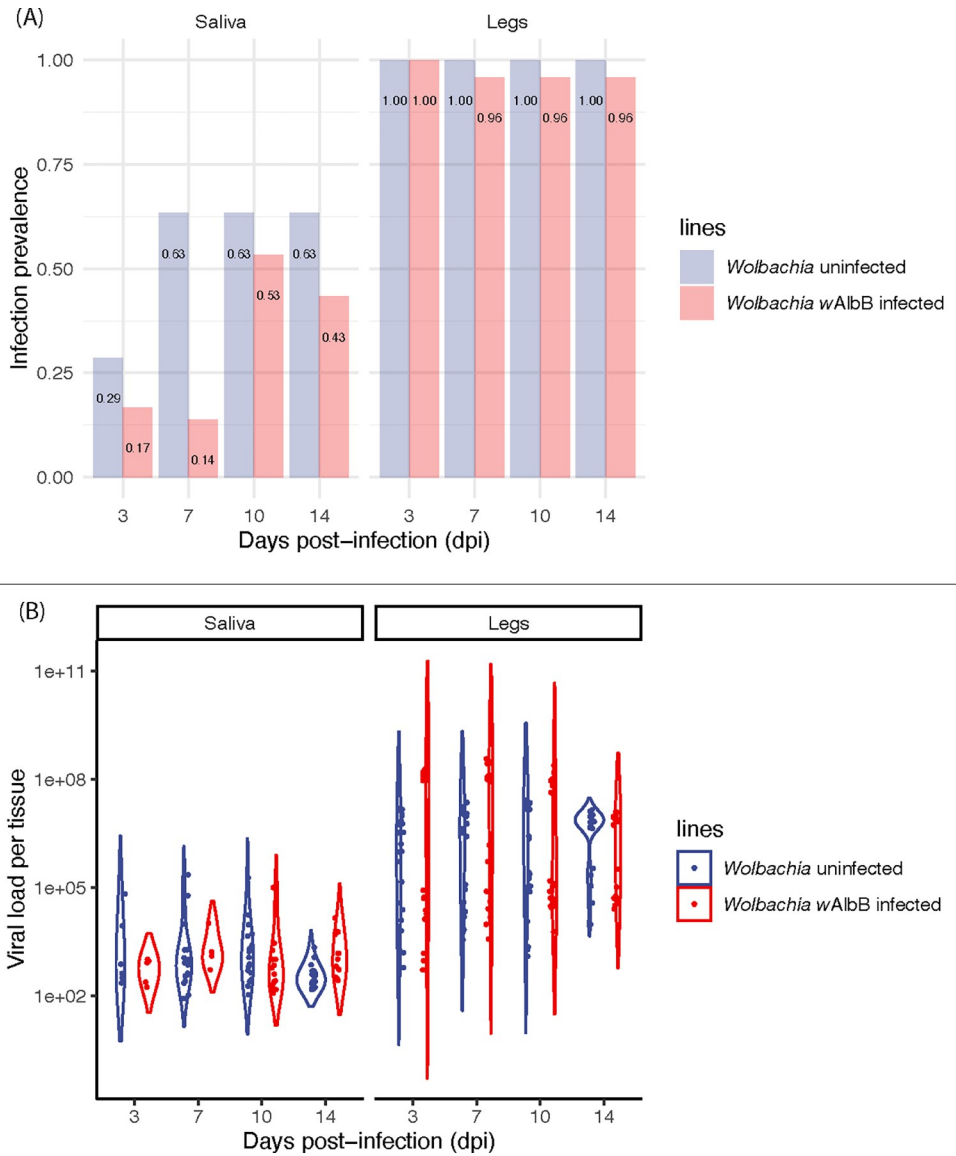 (A)
Saliva
Legs
Infection prevalence
1.00
0.75
0.50
0.25
0.00
0.29
0.17
0.63
0.14
0.63
0.53
0.63
0.43
1.00
1.00
1.00
0.96
1.00
0.96
1.00
0.96
3
7
10
14
3
7
10
14
Days post–infection (dpi)
lines
Wolbachia uninfected
Wolbachia wAlbB infected
(B)
Saliva
Legs
Viral load per tissue
1e+11
1e+08
1e+05
1e+02
3
7
10
14
3
7
10
14
Days post–infection (dpi)
lines
Wolbachia uninfected
Wolbachia wAlbB infected